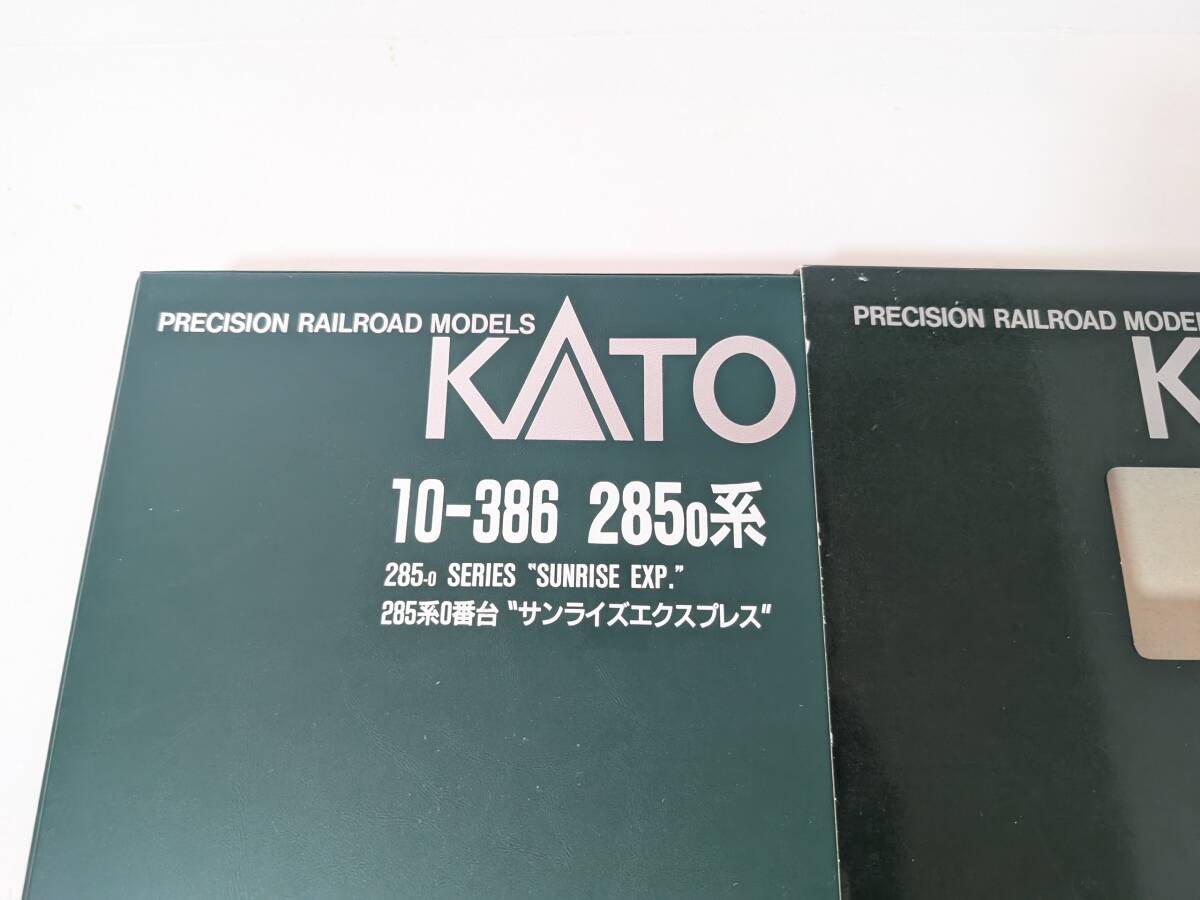 PRECISION RAILROAD MODELS
KATO
10-386 2850系
285-0 SERIES "SUNRISE EXP."
285系0番台 "サンライズエクスプレス"
PRECISION RAILROAD MODEL
K